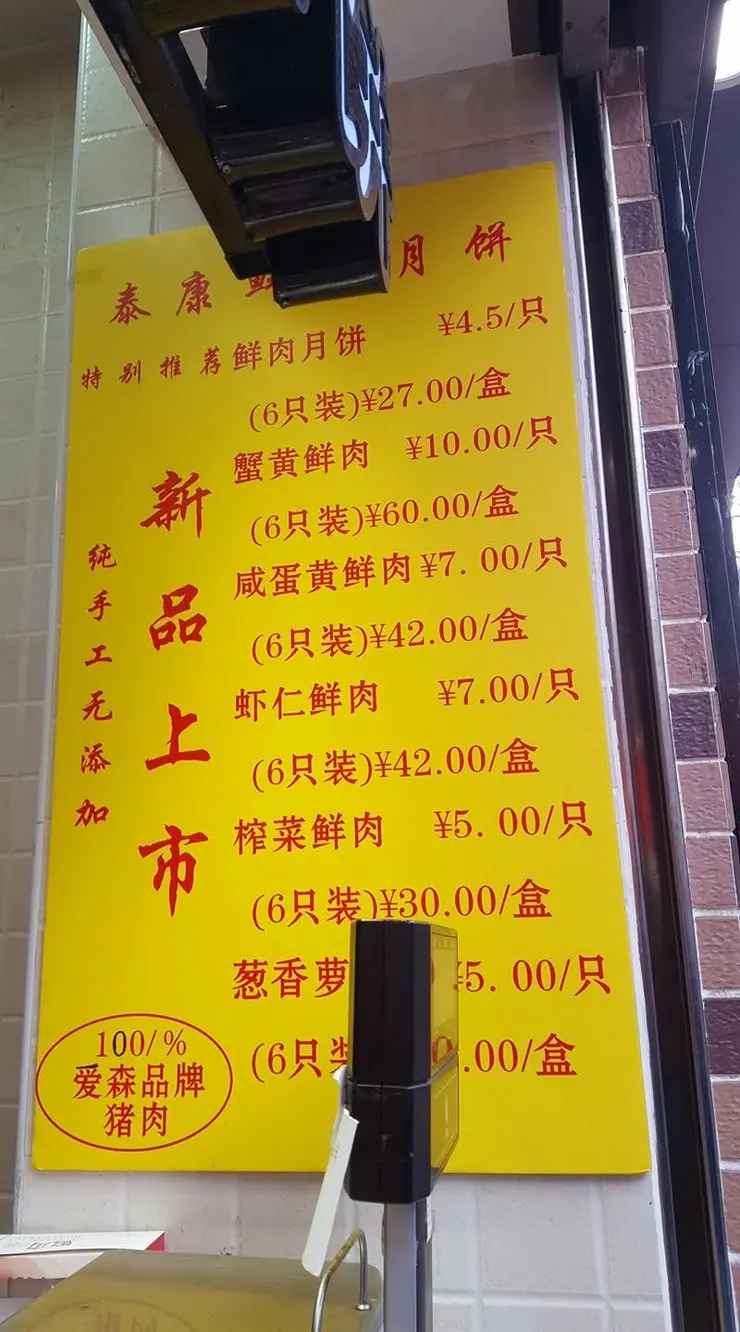 泰康鲜 月饼
特别推荐鲜肉月饼 ¥4.5/只
(6只装)¥27.00/盒
蟹黄鲜肉 ¥10.00/只
(6只装)¥60.00/盒
咸蛋黄鲜肉 ¥7. 00/只
(6只装)¥42.00/盒
虾仁鲜肉 ¥7.00/只
(6只装)¥42.00/盒
榨菜鲜肉 ¥5. 00/只
(6只装)¥30.00/盒
葱香萝 ¥5. 00/只
(6只装 0.00/盒
新品上市
纯手工无添加
100/%
爱森品牌
猪肉